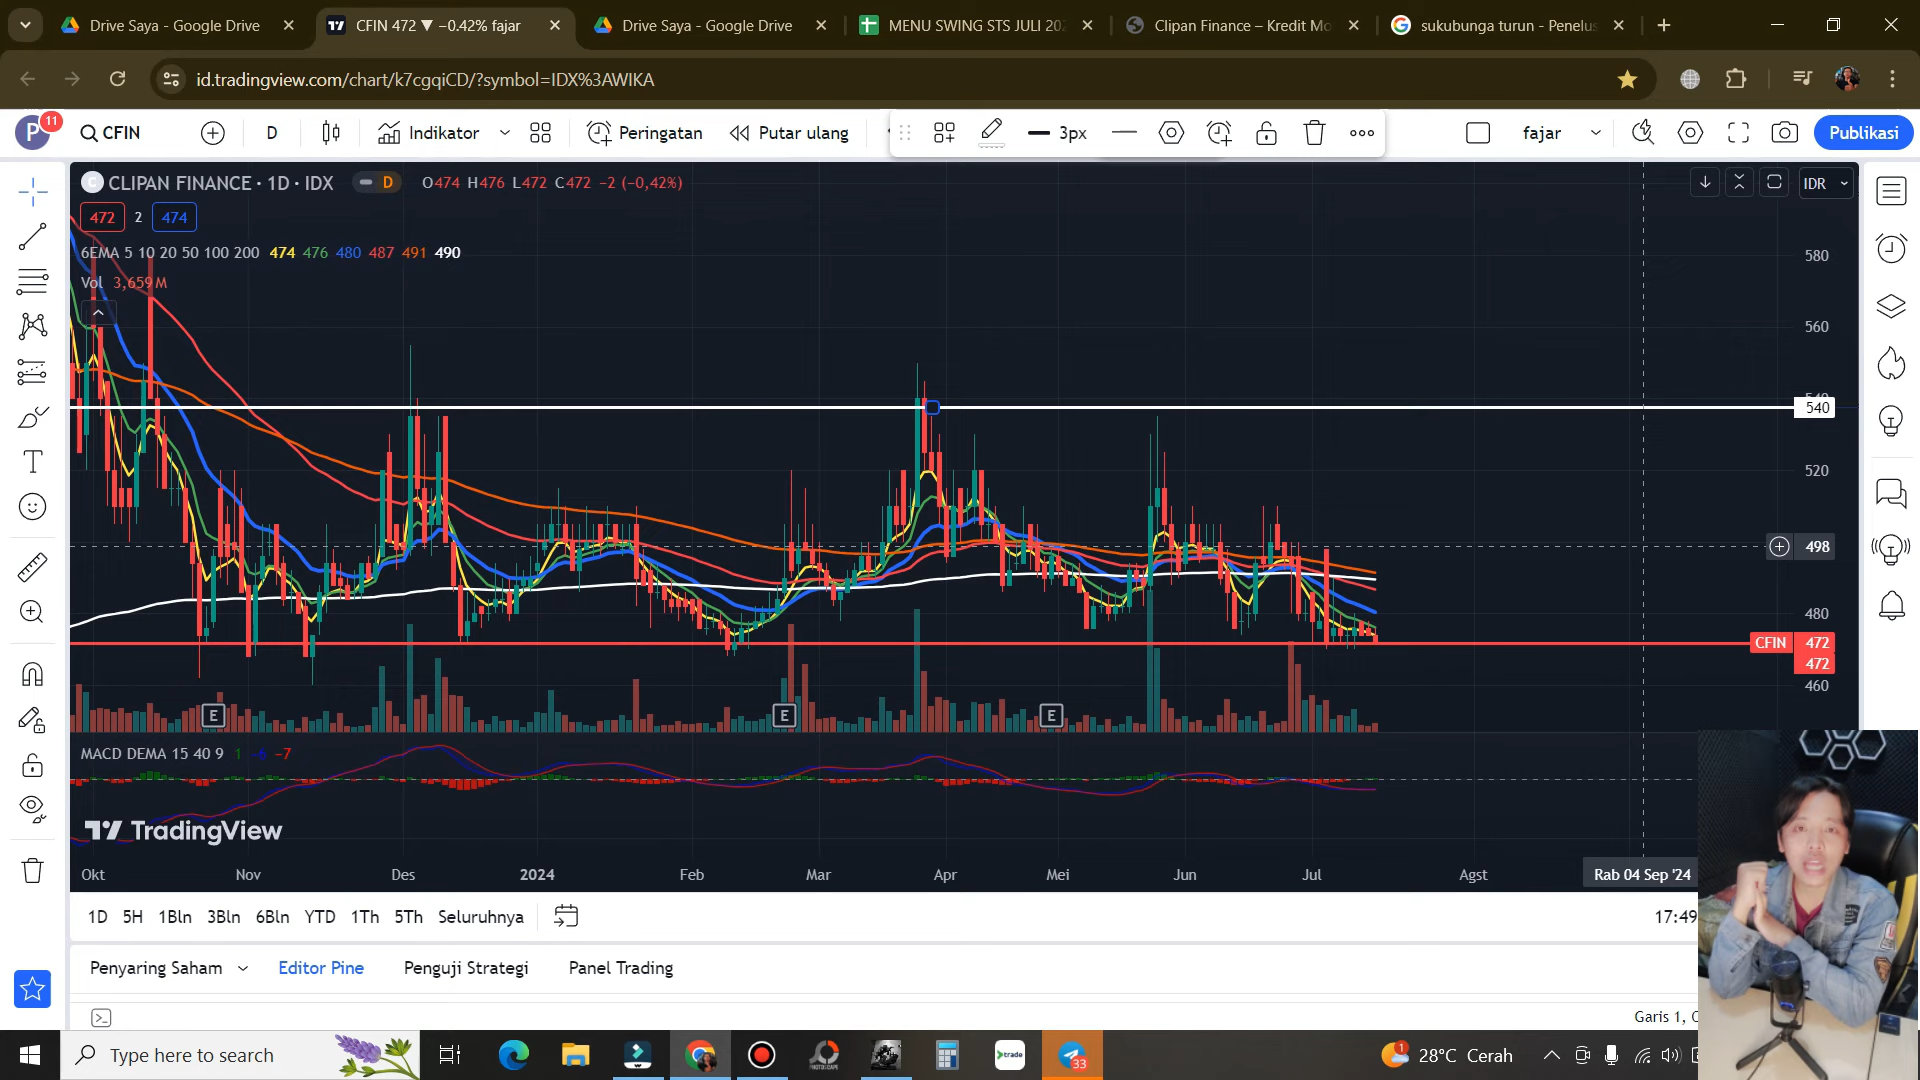 Drive Saya - Google Drive
CFIN 472 ▼ −0.42% fajar
Drive Saya - Google Drive
MENU SWING STS JULI 202
Clipan Finance – Kredit Mo
sukubunga turun - Penelus
id.tradingview.com/chart/k7cgqiCD/?symbol=IDX%3AWIKA
P 11
CFIN
D
Indikator
Peringatan
Putar ulang
3px
fajar
Publikasi
CLIPAN FINANCE · 1D · IDX
D
O474 H476 L472 C472 −2 (−0,42%)
IDR
472 2 474
6EMA 5 10 20 50 100 200 474 476 480 487 491 490
Vol 3,659M
580
560
540
520
498
480
CFIN 472
472
460
E E E
MACD DEMA 15 40 9 1 −6 −7
TradingView
Okt Nov Des 2024 Feb Mar Apr Mei Jun Jul Agst Rab 04 Sep '24
1D 5H 1Bln 3Bln 6Bln YTD 1Th 5Th Seluruhnya
17:49
Penyaring Saham Editor Pine Penguji Strategi Panel Trading
Garis 1,
Type here to search
trade
33
1
28°C Cerah